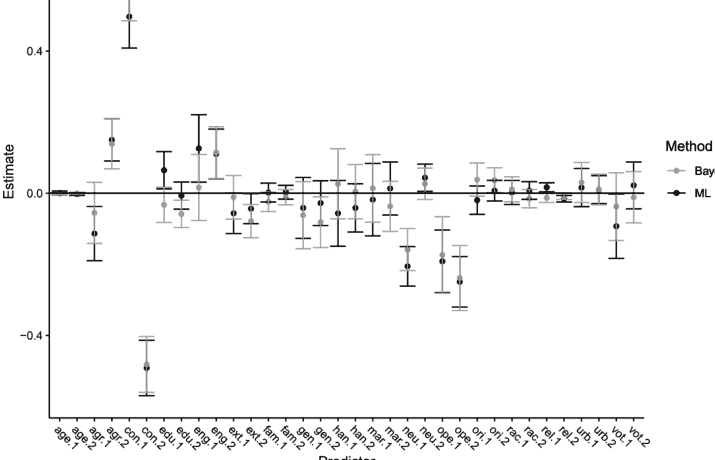 0.4
Estimate
0.0
−0.4
Method
Bay
ML
age.1
age.2
agr.1
agr.2
con.1
con.2
edu.1
edu.2
eng.1
eng.2
ext.1
ext.2
fam.1
fam.2
gen.1
gen.2
han.1
han.2
mar.1
mar.2
neu.1
neu.2
ope.1
ope.2
ori.1
ori.2
rac.1
rac.2
rel.1
rel.2
urb.1
urb.2
vot.1
vot.2
Predictor